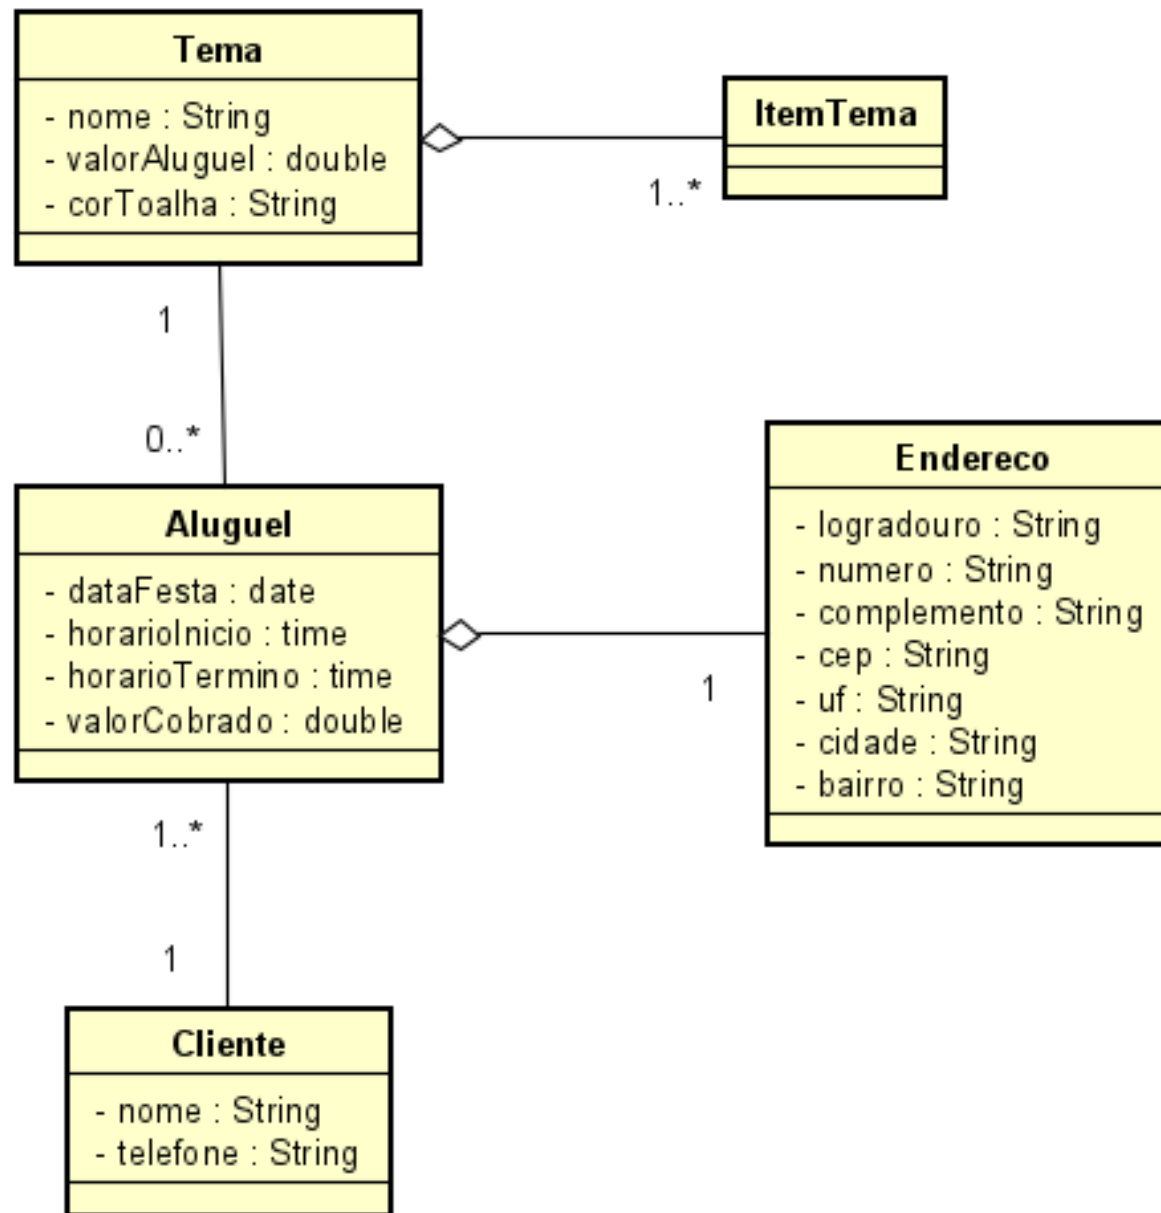 Tema
- nome : String
- valorAluguel : double
- corToalha : String
ItemTema
1..*
1
0..*
Aluguel
- dataFesta : date
- horarioInicio : time
- horarioTermino : time
- valorCobrado : double
Endereco
- logradouro : String
- numero : String
- complemento : String
- cep : String
- uf : String
- cidade : String
- bairro : String
1
1..*
1
Cliente
- nome : String
- telefone : String